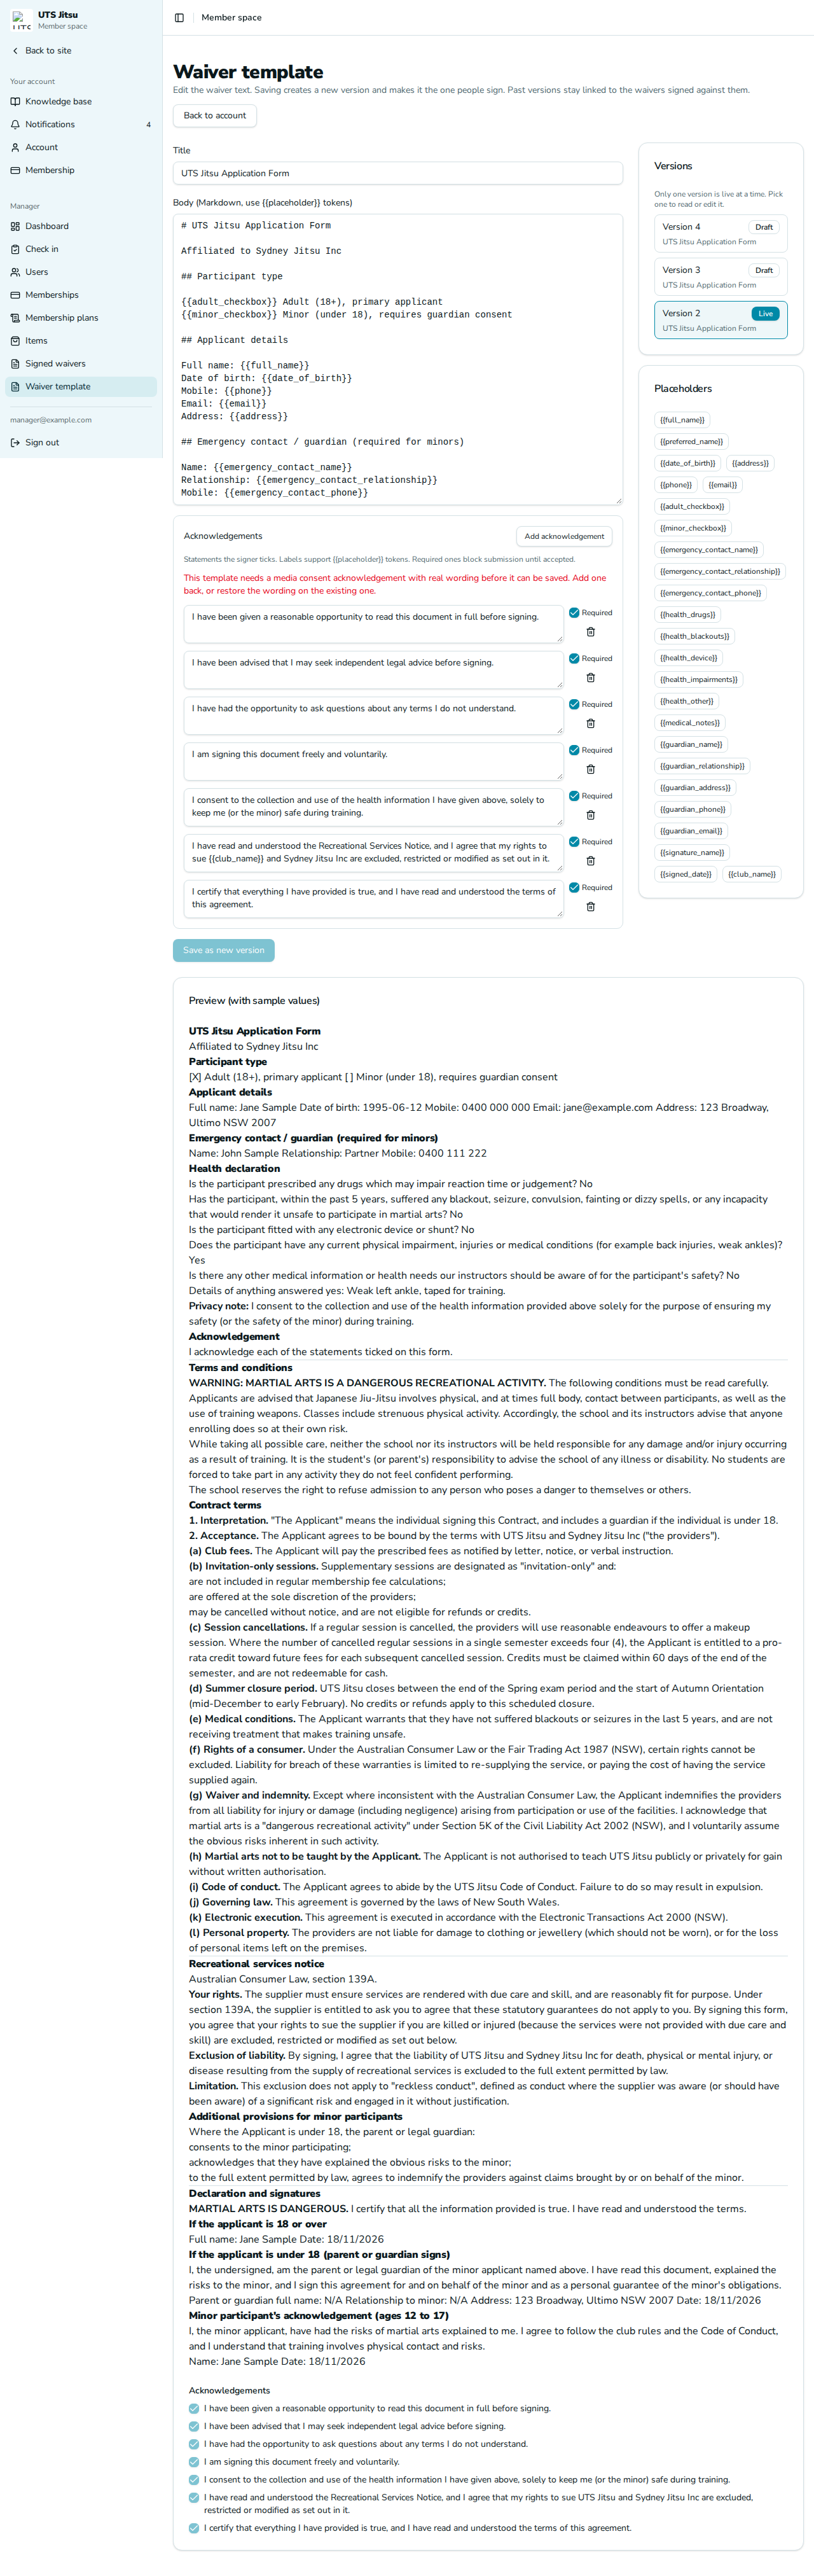 UTS Jitsu
Member space
Back to site
Your account
Knowledge base
Notifications 4
Account
Membership
Manager
Dashboard
Check in
Users
Memberships
Membership plans
Items
Signed waivers
Waiver template
manager@example.com
Sign out
Member space
Waiver template
Edit the waiver text. Saving creates a new version and makes it the one people sign. Past versions stay linked to the waivers signed against them.
Back to account
Title
UTS Jitsu Application Form
Body (Markdown, use {{placeholder}} tokens)
# UTS Jitsu Application Form
Affiliated to Sydney Jitsu Inc
## Participant type
{{adult_checkbox}} Adult (18+), primary applicant
{{minor_checkbox}} Minor (under 18), requires guardian consent
## Applicant details
Full name: {{full_name}}
Date of birth: {{date_of_birth}}
Mobile: {{phone}}
Email: {{email}}
Address: {{address}}
## Emergency contact / guardian (required for minors)
Name: {{emergency_contact_name}}
Relationship: {{emergency_contact_relationship}}
Mobile: {{emergency_contact_phone}}
Acknowledgements
Add acknowledgement
Statements the signer ticks. Labels support {{placeholder}} tokens. Required ones block submission until accepted.
This template needs a media consent acknowledgement with real wording before it can be saved. Add one
back, or restore the wording on the existing one.
I have been given a reasonable opportunity to read this document in full before signing.
Required
I have been advised that I may seek independent legal advice before signing.
Required
I have had the opportunity to ask questions about any terms I do not understand.
Required
I am signing this document freely and voluntarily.
Required
I consent to the collection and use of the health information I have given above, solely to
keep me (or the minor) safe during training.
Required
I have read and understood the Recreational Services Notice, and I agree that my rights to
sue {{club_name}} and Sydney Jitsu Inc are excluded, restricted or modified as set out in it.
Required
I certify that everything I have provided is true, and I have read and understood the terms of
this agreement.
Required
Save as new version
Versions
Only one version is live at a time. Pick
one to read or edit it.
Version 4 Draft
UTS Jitsu Application Form
Version 3 Draft
UTS Jitsu Application Form
Version 2 Live
UTS Jitsu Application Form
Placeholders
{{full_name}}
{{preferred_name}}
{{date_of_birth}} {{address}}
{{phone}} {{email}}
{{adult_checkbox}}
{{minor_checkbox}}
{{emergency_contact_name}}
{{emergency_contact_relationship}}
{{emergency_contact_phone}}
{{health_drugs}}
{{health_blackouts}}
{{health_device}}
{{health_impairments}}
{{health_other}}
{{medical_notes}}
{{guardian_name}}
{{guardian_relationship}}
{{guardian_address}}
{{guardian_phone}}
{{guardian_email}}
{{signature_name}}
{{signed_date}} {{club_name}}
Preview (with sample values)
UTS Jitsu Application Form
Affiliated to Sydney Jitsu Inc
Participant type
[X] Adult (18+), primary applicant [ ] Minor (under 18), requires guardian consent
Applicant details
Full name: Jane Sample Date of birth: 1995-06-12 Mobile: 0400 000 000 Email: jane@example.com Address: 123 Broadway,
Ultimo NSW 2007
Emergency contact / guardian (required for minors)
Name: John Sample Relationship: Partner Mobile: 0400 111 222
Health declaration
Is the participant prescribed any drugs which may impair reaction time or judgement? No
Has the participant, within the past 5 years, suffered any blackout, seizure, convulsion, fainting or dizzy spells, or any incapacity
that would render it unsafe to participate in martial arts? No
Is the participant fitted with any electronic device or shunt? No
Does the participant have any current physical impairment, injuries or medical conditions (for example back injuries, weak ankles)?
Yes
Is there any other medical information or health needs our instructors should be aware of for the participant's safety? No
Details of anything answered yes: Weak left ankle, taped for training.
Privacy note: I consent to the collection and use of the health information provided above solely for the purpose of ensuring my
safety (or the safety of the minor) during training.
Acknowledgement
I acknowledge each of the statements ticked on this form.
Terms and conditions
WARNING: MARTIAL ARTS IS A DANGEROUS RECREATIONAL ACTIVITY. The following conditions must be read carefully.
Applicants are advised that Japanese Jiu-Jitsu involves physical, and at times full body, contact between participants, as well as the
use of training weapons. Classes include strenuous physical activity. Accordingly, the school and its instructors advise that anyone
enrolling does so at their own risk.
While taking all possible care, neither the school nor its instructors will be held responsible for any damage and/or injury occurring
as a result of training. It is the student's (or parent's) responsibility to advise the school of any illness or disability. No students are
forced to take part in any activity they do not feel confident performing.
The school reserves the right to refuse admission to any person who poses a danger to themselves or others.
Contract terms
1. Interpretation. "The Applicant" means the individual signing this Contract, and includes a guardian if the individual is under 18.
2. Acceptance. The Applicant agrees to be bound by the terms with UTS Jitsu and Sydney Jitsu Inc ("the providers").
(a) Club fees. The Applicant will pay the prescribed fees as notified by letter, notice, or verbal instruction.
(b) Invitation-only sessions. Supplementary sessions are designated as "invitation-only" and:
are not included in regular membership fee calculations;
are offered at the sole discretion of the providers;
may be cancelled without notice, and are not eligible for refunds or credits.
(c) Session cancellations. If a regular session is cancelled, the providers will use reasonable endeavours to offer a makeup
session. Where the number of cancelled regular sessions in a single semester exceeds four (4), the Applicant is entitled to a pro-
rata credit toward future fees for each subsequent cancelled session. Credits must be claimed within 60 days of the end of the
semester, and are not redeemable for cash.
(d) Summer closure period. UTS Jitsu closes between the end of the Spring exam period and the start of Autumn Orientation
(mid-December to early February). No credits or refunds apply to this scheduled closure.
(e) Medical conditions. The Applicant warrants that they have not suffered blackouts or seizures in the last 5 years, and are not
receiving treatment that makes training unsafe.
(f) Rights of a consumer. Under the Australian Consumer Law or the Fair Trading Act 1987 (NSW), certain rights cannot be
excluded. Liability for breach of these warranties is limited to re-supplying the service, or paying the cost of having the service
supplied again.
(g) Waiver and indemnity. Except where inconsistent with the Australian Consumer Law, the Applicant indemnifies the providers
from all liability for injury or damage (including negligence) arising from participation or use of the facilities. I acknowledge that
martial arts is a "dangerous recreational activity" under Section 5K of the Civil Liability Act 2002 (NSW), and I voluntarily assume
the obvious risks inherent in such activity.
(h) Martial arts not to be taught by the Applicant. The Applicant is not authorised to teach UTS Jitsu publicly or privately for gain
without written authorisation.
(i) Code of conduct. The Applicant agrees to abide by the UTS Jitsu Code of Conduct. Failure to do so may result in expulsion.
(j) Governing law. This agreement is governed by the laws of New South Wales.
(k) Electronic execution. This agreement is executed in accordance with the Electronic Transactions Act 2000 (NSW).
(l) Personal property. The providers are not liable for damage to clothing or jewellery (which should not be worn), or for the loss
of personal items left on the premises.
Recreational services notice
Australian Consumer Law, section 139A.
Your rights. The supplier must ensure services are rendered with due care and skill, and are reasonably fit for purpose. Under
section 139A, the supplier is entitled to ask you to agree that these statutory guarantees do not apply to you. By signing this form,
you agree that your rights to sue the supplier if you are killed or injured (because the services were not provided with due care and
skill) are excluded, restricted or modified as set out below.
Exclusion of liability. By signing, I agree that the liability of UTS Jitsu and Sydney Jitsu Inc for death, physical or mental injury, or
disease resulting from the supply of recreational services is excluded to the full extent permitted by law.
Limitation. This exclusion does not apply to "reckless conduct", defined as conduct where the supplier was aware (or should have
been aware) of a significant risk and engaged in it without justification.
Additional provisions for minor participants
Where the Applicant is under 18, the parent or legal guardian:
consents to the minor participating;
acknowledges that they have explained the obvious risks to the minor;
to the full extent permitted by law, agrees to indemnify the providers against claims brought by or on behalf of the minor.
Declaration and signatures
MARTIAL ARTS IS DANGEROUS. I certify that all the information provided is true. I have read and understood the terms.
If the applicant is 18 or over
Full name: Jane Sample Date: 18/11/2026
If the applicant is under 18 (parent or guardian signs)
I, the undersigned, am the parent or legal guardian of the minor applicant named above. I have read this document, explained the
risks to the minor, and I sign this agreement for and on behalf of the minor and as a personal guarantee of the minor's obligations.
Parent or guardian full name: N/A Relationship to minor: N/A Address: 123 Broadway, Ultimo NSW 2007 Date: 18/11/2026
Minor participant's acknowledgement (ages 12 to 17)
I, the minor applicant, have had the risks of martial arts explained to me. I agree to follow the club rules and the Code of Conduct,
and I understand that training involves physical contact and risks.
Name: Jane Sample Date: 18/11/2026
Acknowledgements
I have been given a reasonable opportunity to read this document in full before signing.
I have been advised that I may seek independent legal advice before signing.
I have had the opportunity to ask questions about any terms I do not understand.
I am signing this document freely and voluntarily.
I consent to the collection and use of the health information I have given above, solely to keep me (or the minor) safe during training.
I have read and understood the Recreational Services Notice, and I agree that my rights to sue UTS Jitsu and Sydney Jitsu Inc are excluded,
restricted or modified as set out in it.
I certify that everything I have provided is true, and I have read and understood the terms of this agreement.